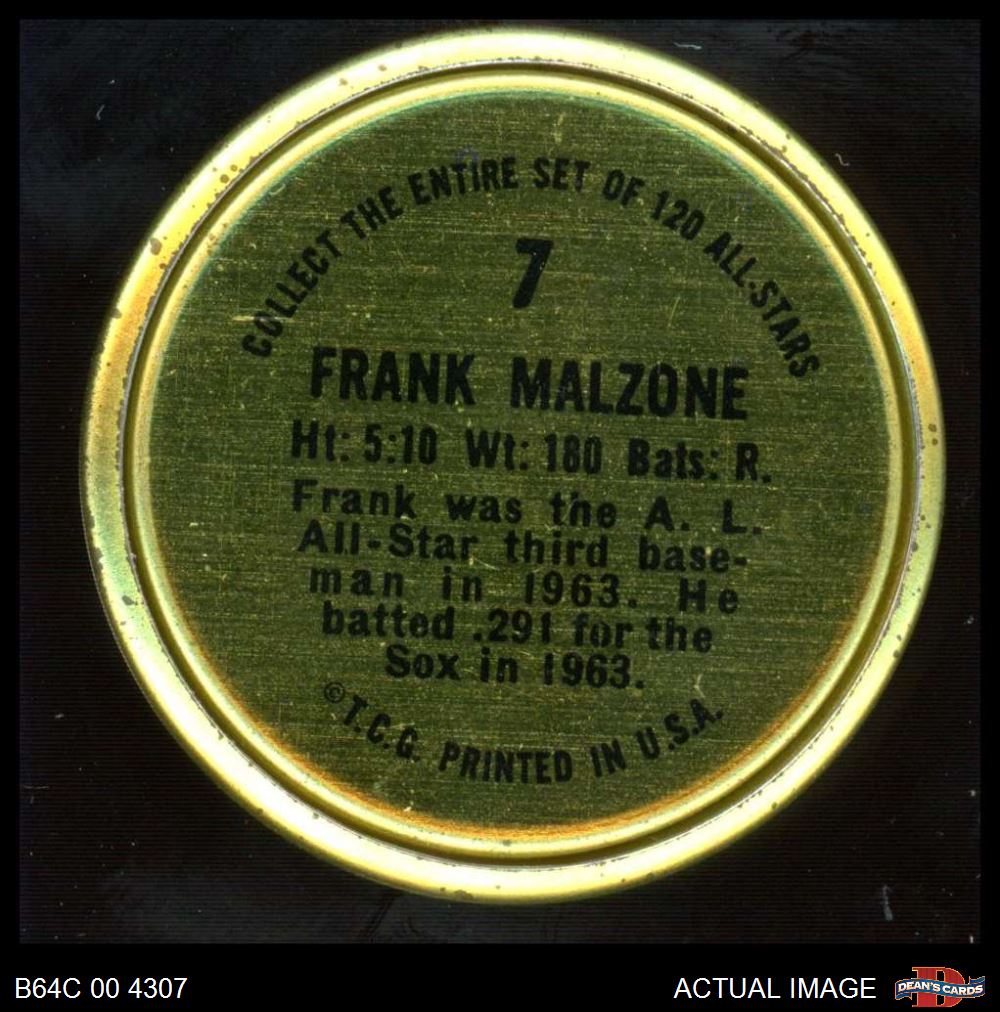 COLLECT THE ENTIRE SET OF 120 ALL-STARS
7
FRANK MALZONE
Ht: 5:10 Wt: 180 Bats: R.
Frank was the A. L.
All-Star third base-
man in 1963. He
batted .291 for the
Sox in 1963.
©T.C.G. PRINTED IN U.S.A.
B64C 00 4307
ACTUAL IMAGE
D
DEAN'S CARDS